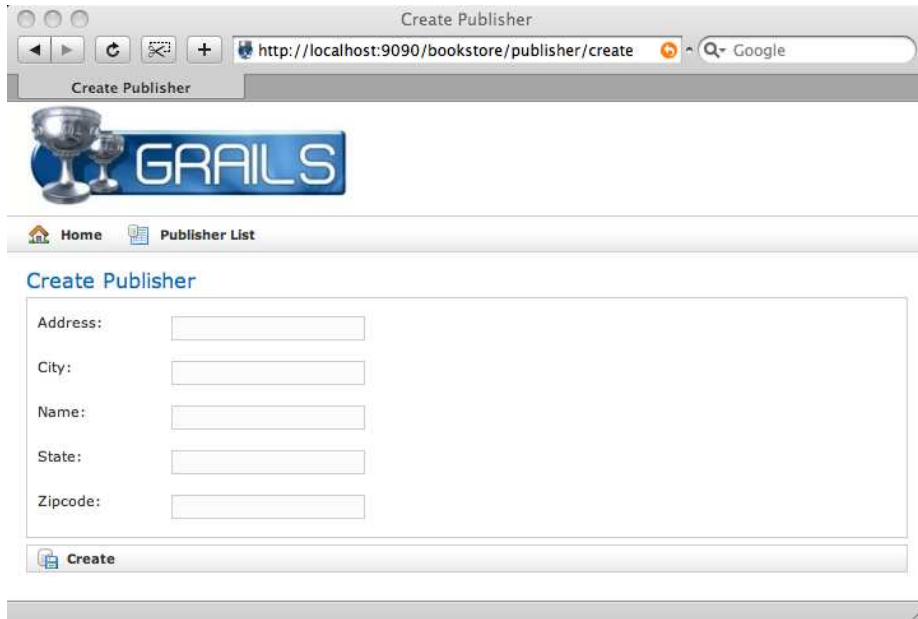 Create Publisher
http://localhost:9090/bookstore/publisher/create
Google
Create Publisher
GRAILS
Home Publisher List
Create Publisher
Address:
City:
Name:
State:
Zipcode:
Create